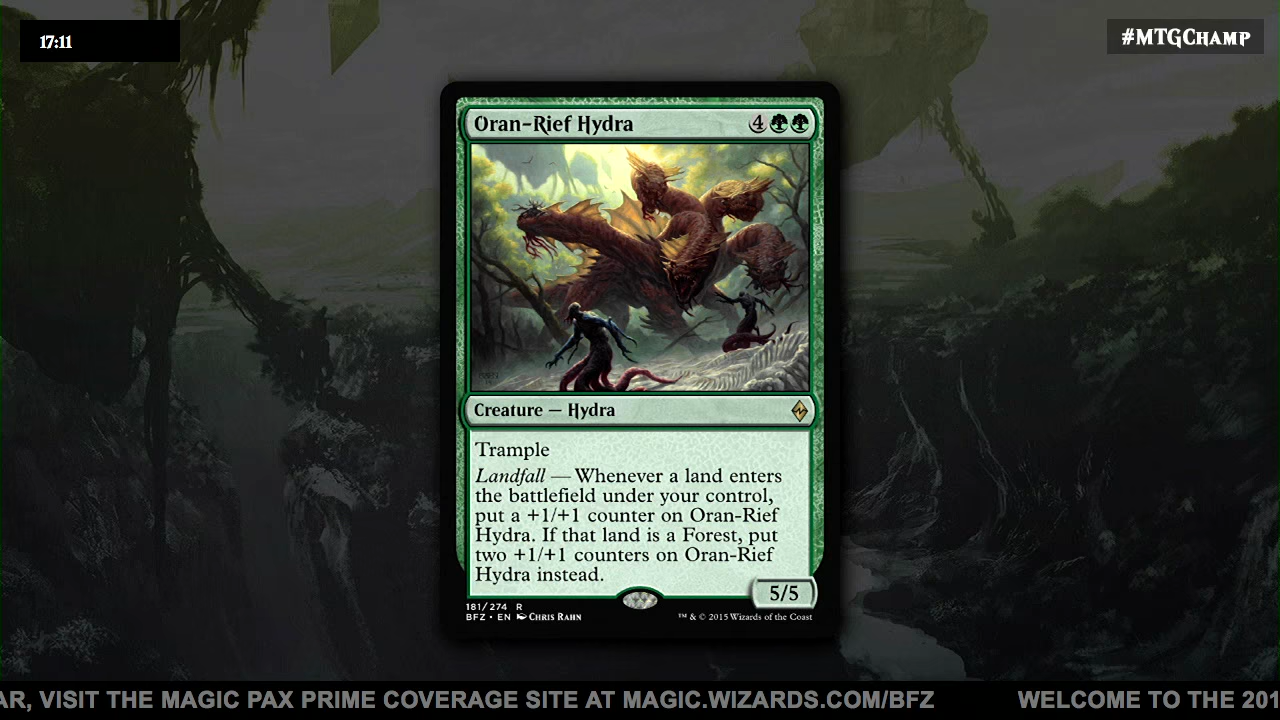 17:11
#MTGCHAMP
Oran-Rief Hydra
4
Creature — Hydra
Trample
Landfall — Whenever a land enters
the battlefield under your control,
put a +1/+1 counter on Oran-Rief
Hydra. If that land is a Forest, put
two +1/+1 counters on Oran-Rief
Hydra instead.
5/5
181/274 R
BFZ • EN CHRIS RAHN
™ & © 2015 Wizards of the Coast
AR, VISIT THE MAGIC PAX PRIME COVERAGE SITE AT MAGIC.WIZARDS.COM/BFZ WELCOME TO THE 201